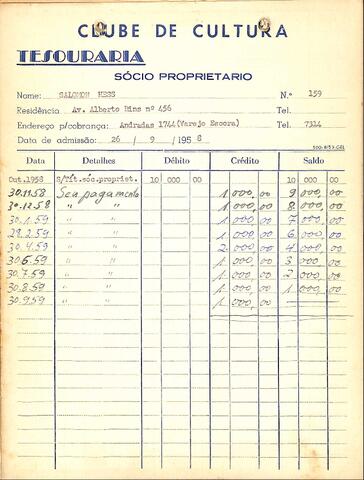 CLUBE DE CULTURA
TESOURARIA
SÓCIO PROPRIETARIO
Nome: SALOMON HESS N.º 159
Residência Av. Alberto Bins nº 456 Tel.
Endereço p/cobrança: Andradas 1744(Varejo Escora) Tel. 7314
Data de admissão: 26 / 9 / 1958
Data Detalhes Débito Crédito Saldo
Out.1958 S/Tít.sóc.propriet. 10 000 00 10 000 00
30.11.58 Seu pagamento 1 000,00 9 000 00
30.12.58 " " 1 000,00 8 000 00
30.1.59 " " 1 000,00 7 000 00
28.2.59 " " 1 000,00 6 000 00
30.4.59 " " 2 000,00 4 000 00
30.6.59 " " 1 000,00 3 000 00
30.7.59 " " 1 000,00 2 000 00
30.8.59 " " 1 000,00 1 000 00
30.9.59 " " 1 000,00